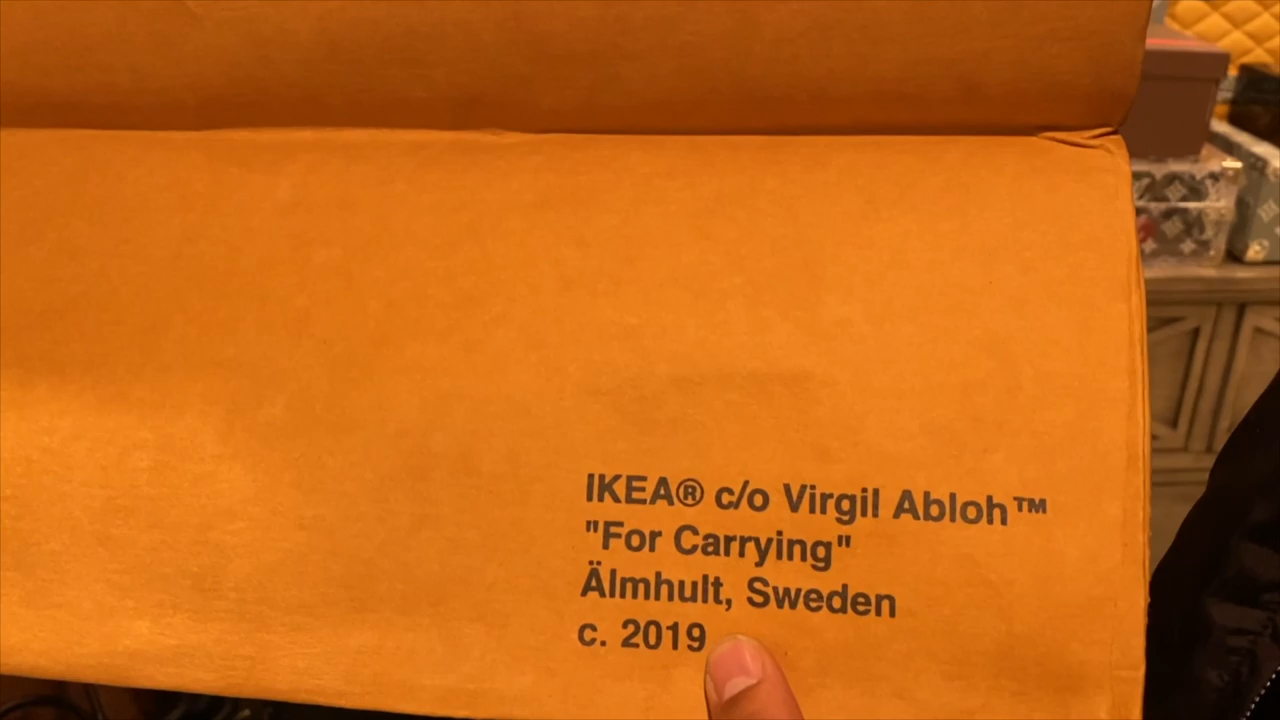 IKEA® c/o Virgil Abloh™
"For Carrying"
Älmhult, Sweden
c. 2019